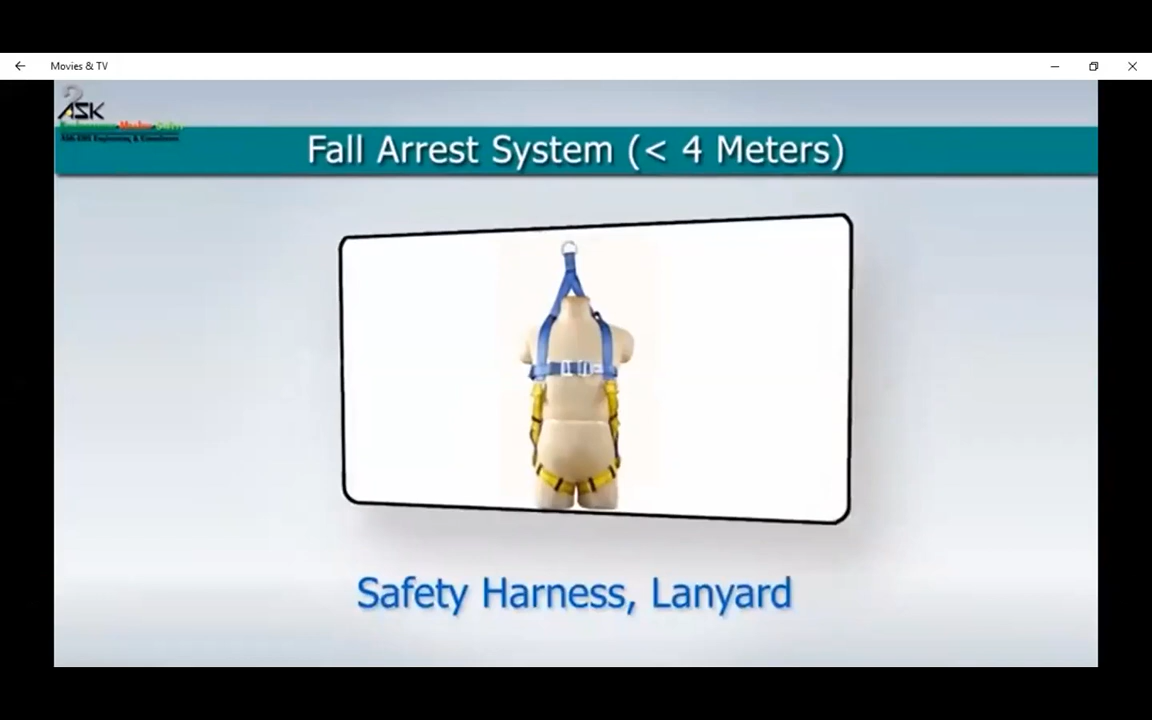 Movies & TV
ASK
Fall Arrest System (< 4 Meters)
Safety Harness, Lanyard